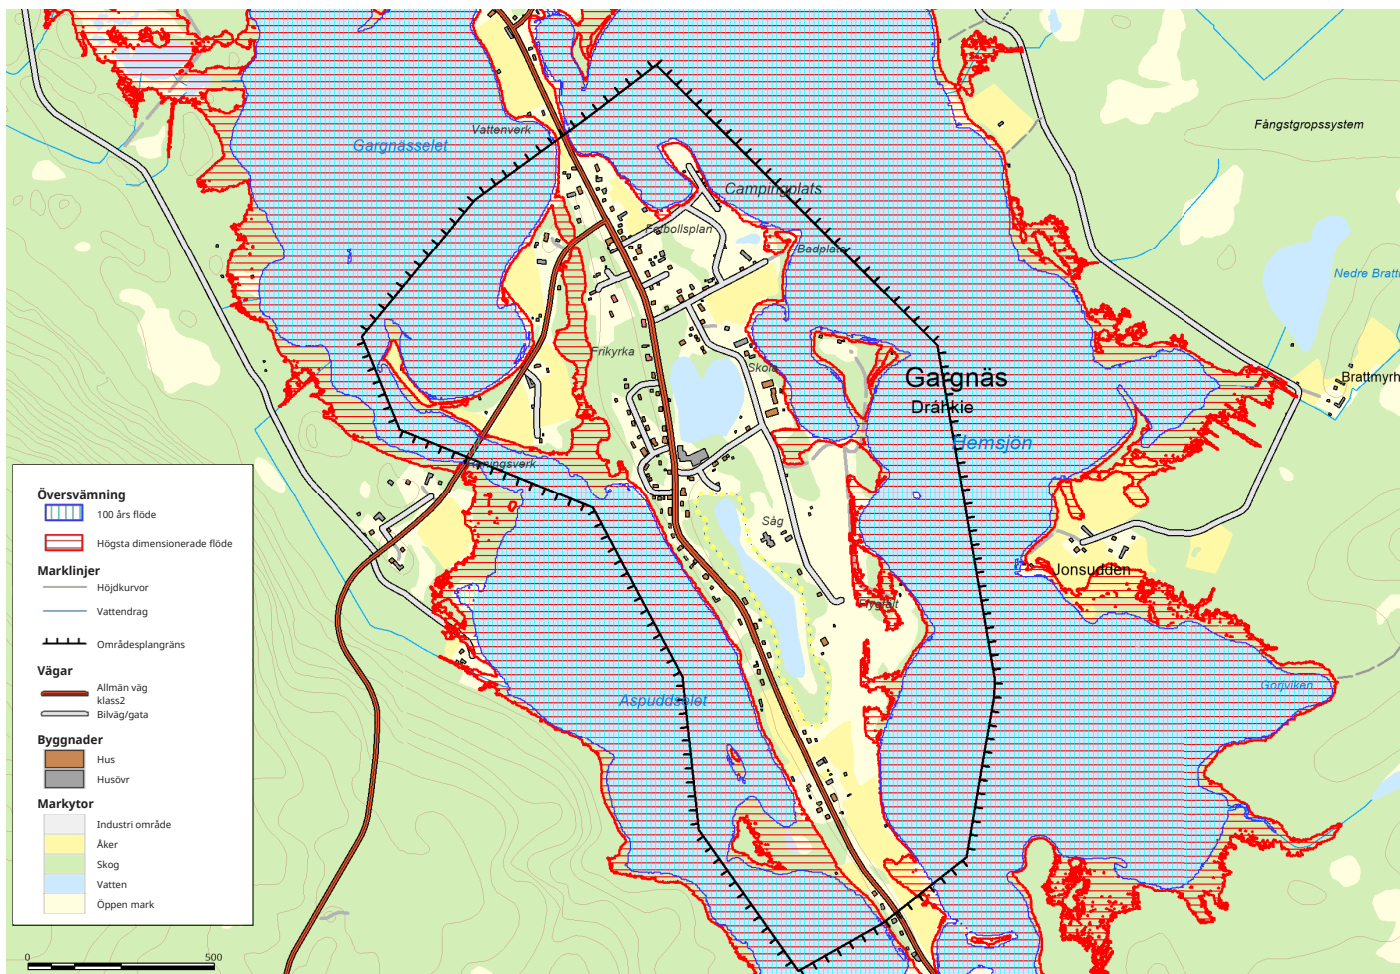 Fångstgropssystem
Vattenverk
Gargnässelet
Campingplats
Fotbollsplan
Badplats
Nedre Bratt
Frikyrka
Skola
Gargnäs
Dráhkie
Brattmyrh
Hemsjön
Reningsverk
Såg
Jonsudden
Flygfält
Gorjviken
Aspuddselet
Översvämning
100 års flöde
Högsta dimensionerade flöde
Marklinjer
Höjdkurvor
Vattendrag
Områdesplangräns
Vägar
Allmän väg
klass2
Bilväg/gata
Byggnader
Hus
Husövr
Markytor
Industri område
Åker
Skog
Vatten
Öppen mark
0 500